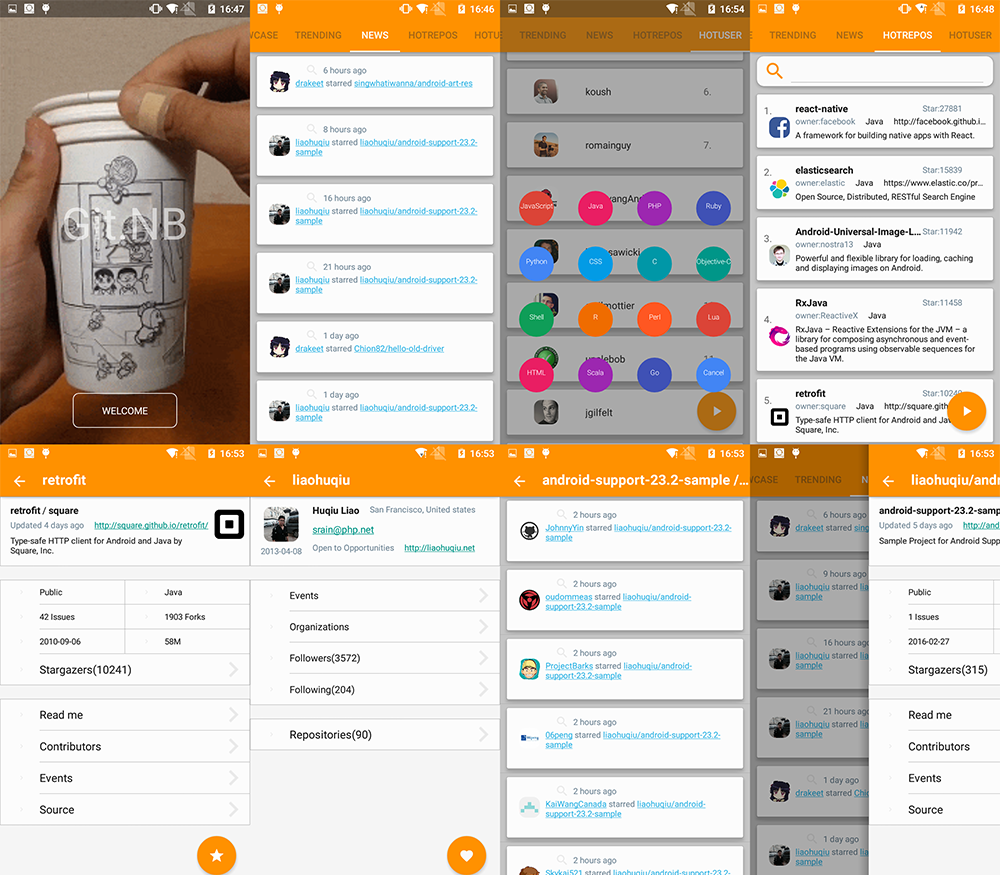 16:47
Git NB
WELCOME
16:46
CASE TRENDING NEWS HOTREPOS HOTU
6 hours ago
drakeet starred singwhatiwanna/android-art-res
8 hours ago
liaohuqiu starred liaohuqiu/android-support-23.2-
sample
16 hours ago
liaohuqiu starred liaohuqiu/android-support-23.2-
sample
21 hours ago
liaohuqiu starred liaohuqiu/android-support-23.2-
sample
1 day ago
drakeet starred Chion82/hello-old-driver
1 day ago
liaohuqiu starred liaohuqiu/android-support-23.2-
sample
16:54
TRENDING NEWS HOTREPOS HOTUSER
koush 6.
romainguy 7.
JavaScript Java PHP Ruby
Python CSS C Objective-C
Shell R Perl Lua
HTML Scala Go Cancel
jgilfelt
16:48
TRENDING NEWS HOTREPOS HOTUSER
1. react-native Star:27881
owner:facebook Java http://facebook.github.i...
A framework for building native apps with React.
2. elasticsearch Star:15839
owner:elastic Java https://www.elastic.co/pr...
Open Source, Distributed, RESTful Search Engine
3. Android-Universal-Image-L... Star:11942
owner:nostra13 Java
Powerful and flexible library for loading, caching
and displaying images on Android.
4. RxJava Star:11458
owner:ReactiveX Java
RxJava – Reactive Extensions for the JVM – a
library for composing asynchronous and event-
based programs using observable sequences for
the Java VM.
5. retrofit Star:1024
owner:square Java http://square.gith
Type-safe HTTP client for Android and Java
Square, Inc.
16:53
retrofit
retrofit / square
Updated 4 days ago http://square.github.io/retrofit/
Type-safe HTTP client for Android and Java by
Square, Inc.
Public Java
42 Issues 1903 Forks
2010-09-06 58M
Stargazers(10241)
Read me
Contributors
Events
Source
16:53
liaohuqiu
Huqiu Liao San Francisco, United states
srain@php.net
2013-04-08 Open to Opportunities http://liaohuqiu.net
Events
Organizations
Followers(3572)
Following(204)
Repositories(90)
16:53
android-support-23.2-sample /...
2 hours ago
JohnnyYin starred liaohuqiu/android-support-23.2-
sample
2 hours ago
oudommeas starred liaohuqiu/android-
support-23.2-sample
2 hours ago
ProjectBarks starred liaohuqiu/android-
support-23.2-sample
2 hours ago
06peng starred liaohuqiu/android-support-23.2-
sample
2 hours ago
KaiWangCanada starred liaohuqiu/android-
support-23.2-sample
2 hours ago
Skykai521 starred liaohuqiu/android-
16:53
CASE TRENDING N
6 hours ago
drakeet starred sing
9 hours ago
liaohuqiu starred lia
sample
16 hours ago
liaohuqiu starred lia
sample
21 hours ago
liaohuqiu starred lia
sample
1 day ago
drakeet starred Chio
1 day ago
liaohuqiu starred lia
sample
liaohuqiu/andr
android-support-23.2-samp
Updated 5 days ago http://and
Sample Project for Android Supp
Public
1 Issues
2016-02-27
Stargazers(315)
Read me
Contributors
Events
Source